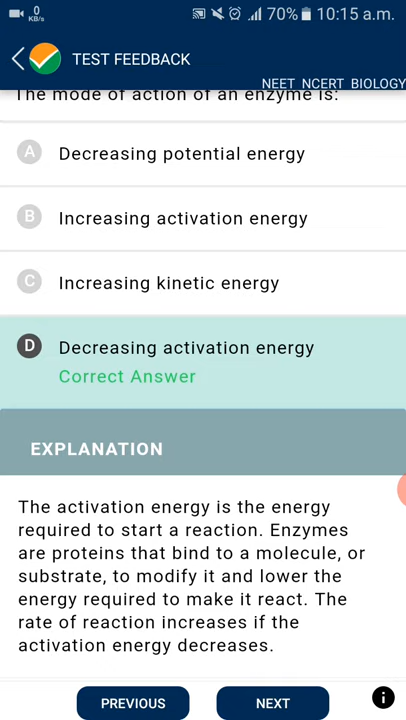 0
KB/s
70%
10:15 a.m.
TEST FEEDBACK
NEET NCERT BIOLOGY
The mode of action of an enzyme is:
A Decreasing potential energy
B Increasing activation energy
C Increasing kinetic energy
D Decreasing activation energy
Correct Answer
EXPLANATION
The activation energy is the energy
required to start a reaction. Enzymes
are proteins that bind to a molecule, or
substrate, to modify it and lower the
energy required to make it react. The
rate of reaction increases if the
activation energy decreases.
PREVIOUS
NEXT